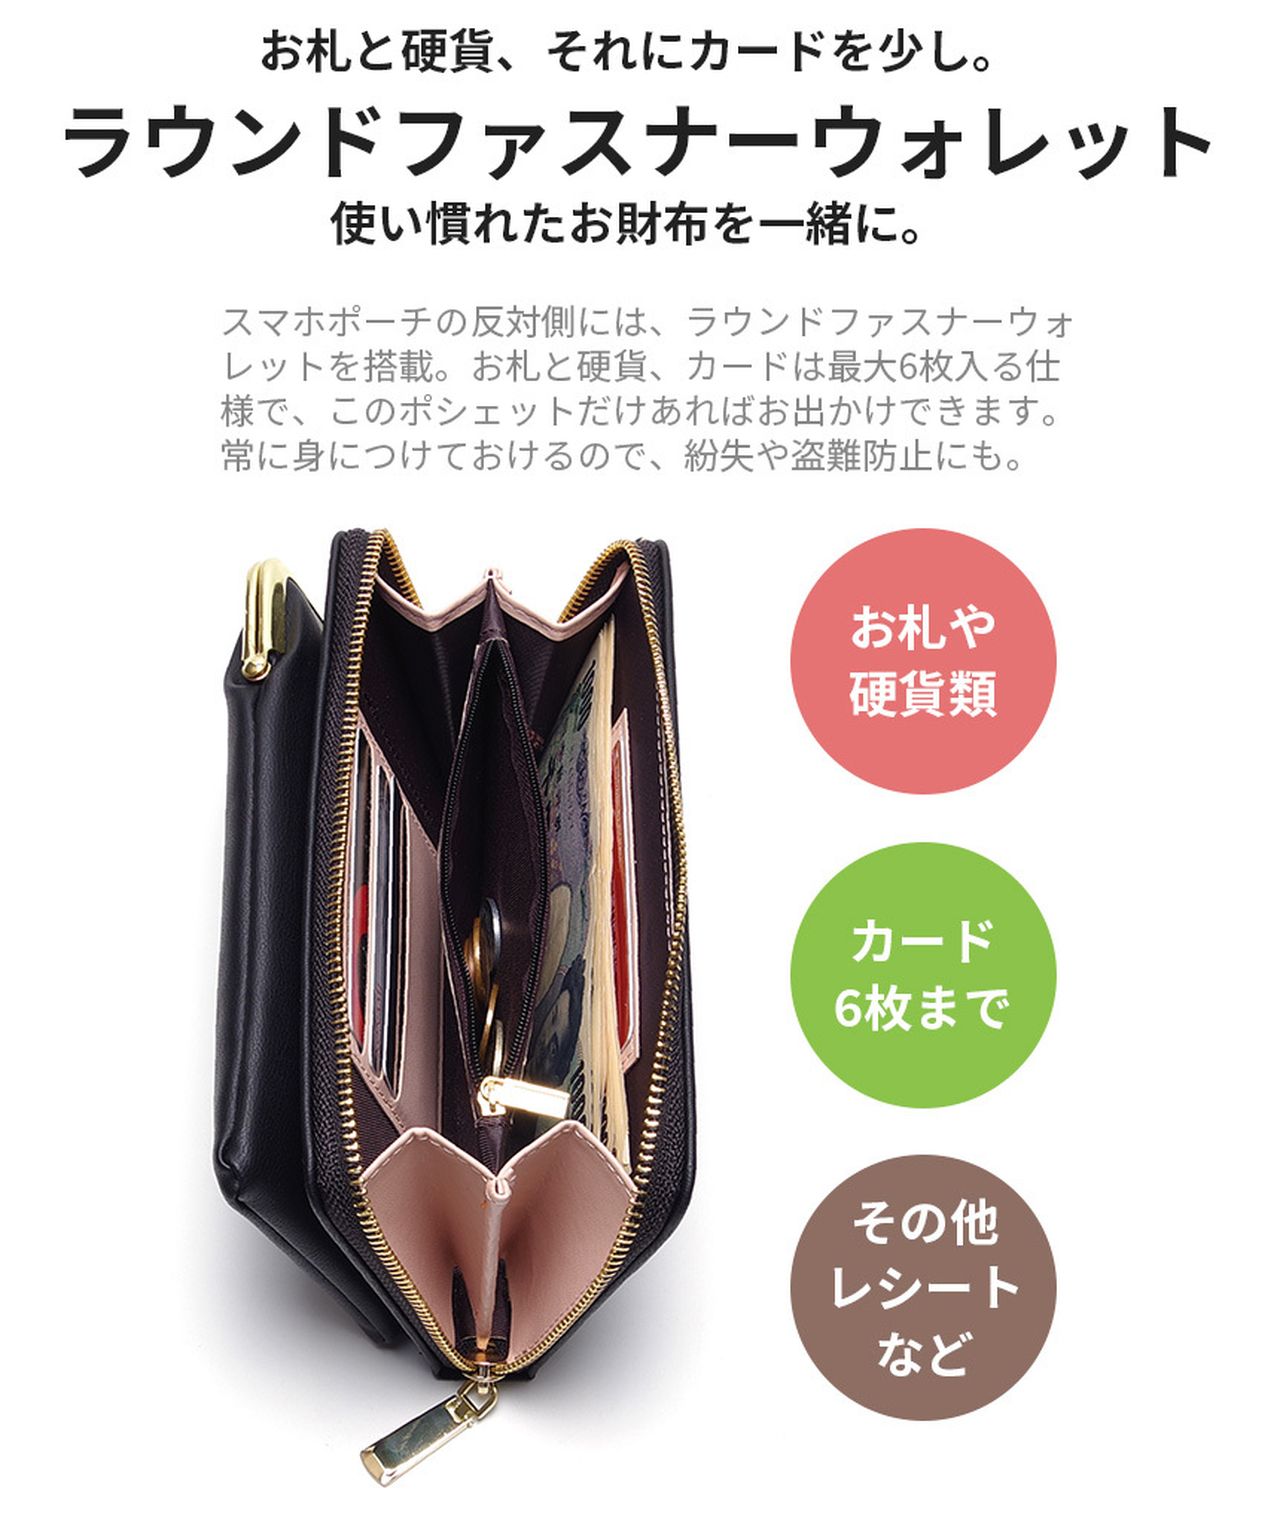 お札と硬貨、それにカードを少し。
ラウンドファスナーウォレット
使い慣れたお財布を一緒に。
スマホポーチの反対側には、ラウンドファスナーウォ
レットを搭載。お札と硬貨、カードは最大6枚入る仕
様で、このポシェットだけあればお出かけできます。
常に身につけておけるので、紛失や盗難防止にも。
お札や
硬貨類
カード
6枚まで
その他
レシート
など